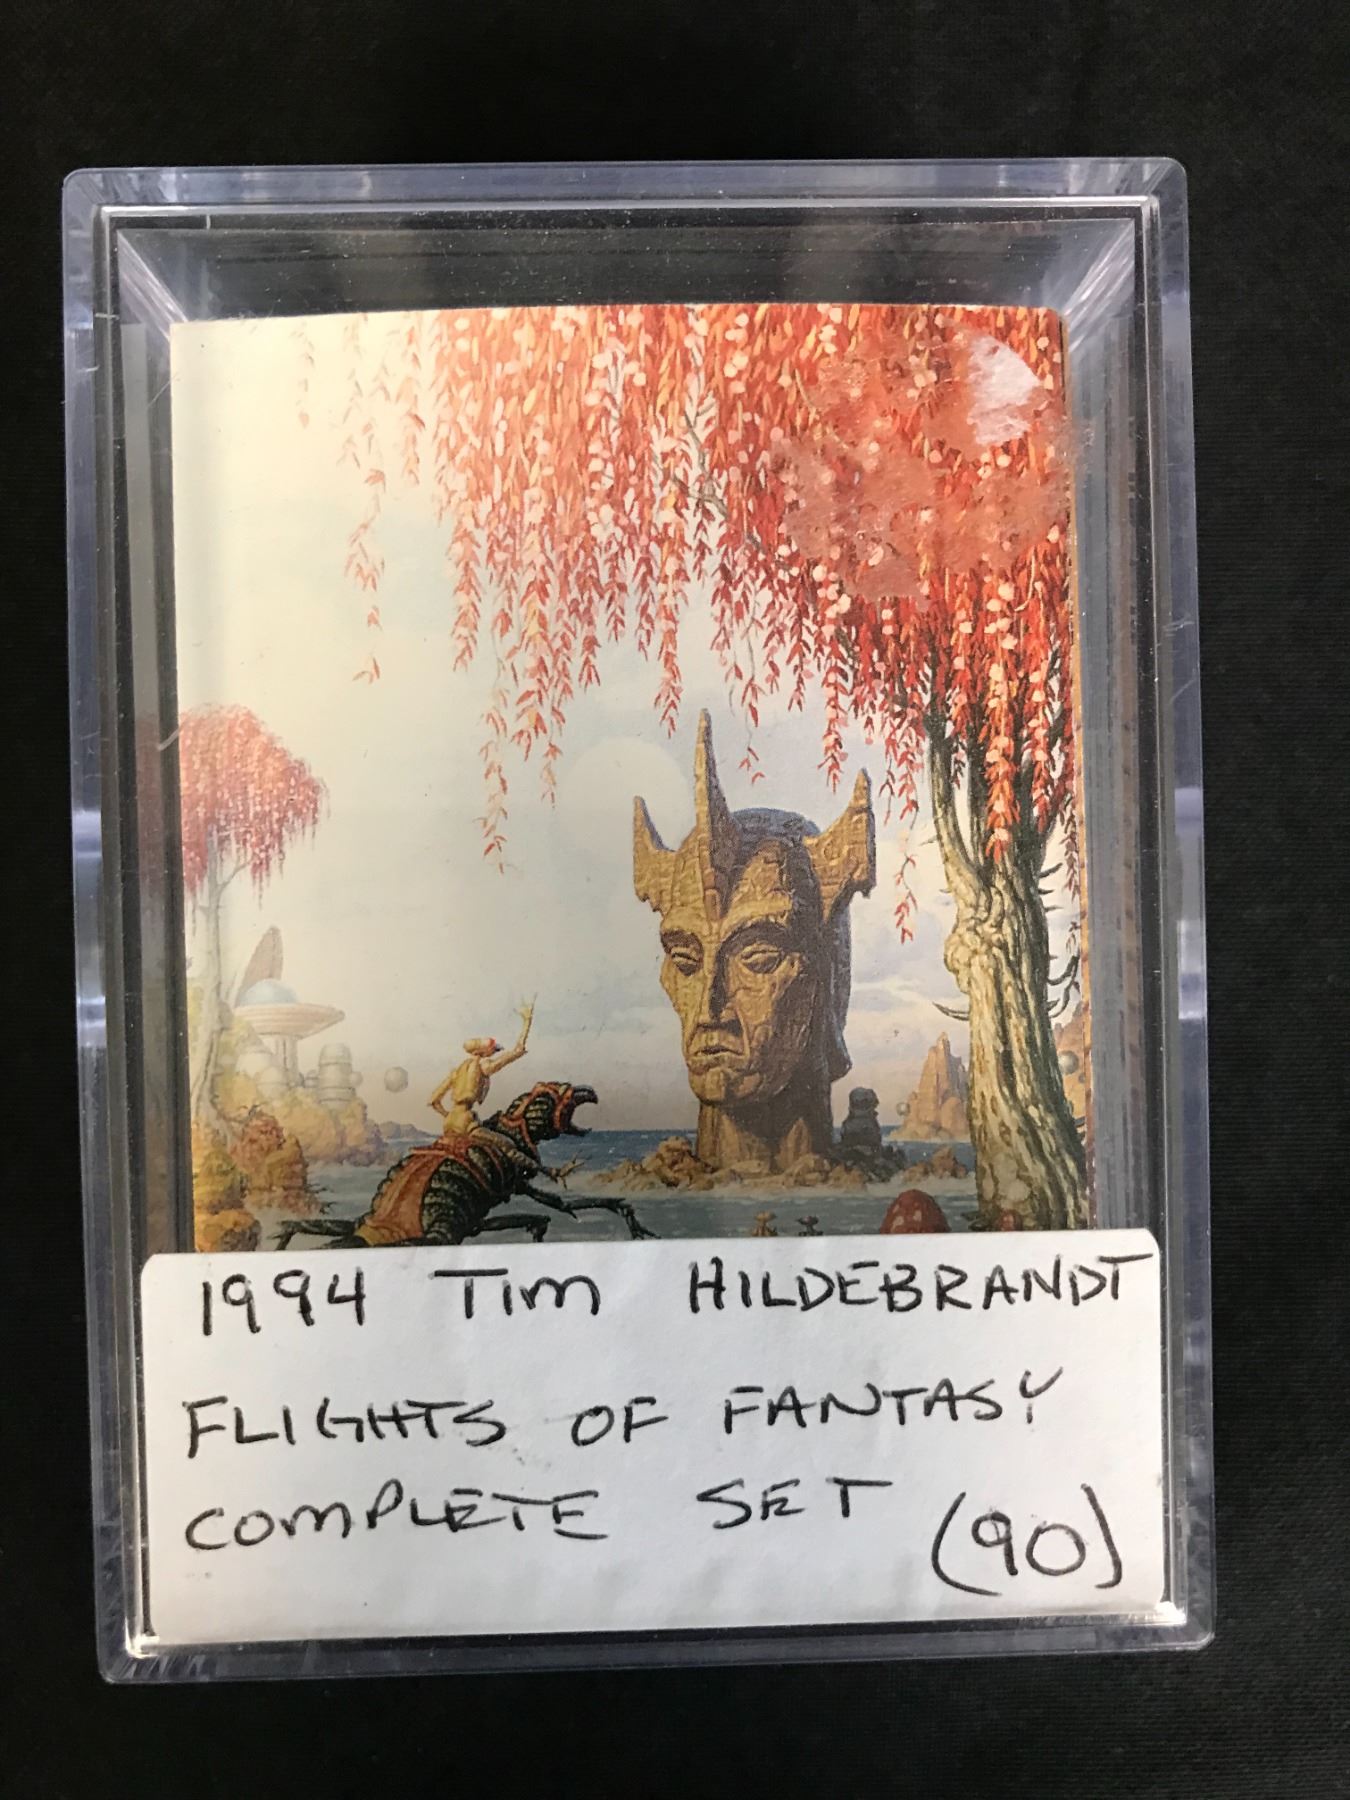 1994 Tim HILDEBRANDT
FLIGHTS OF FANTASY
COMPLETE SET (90)